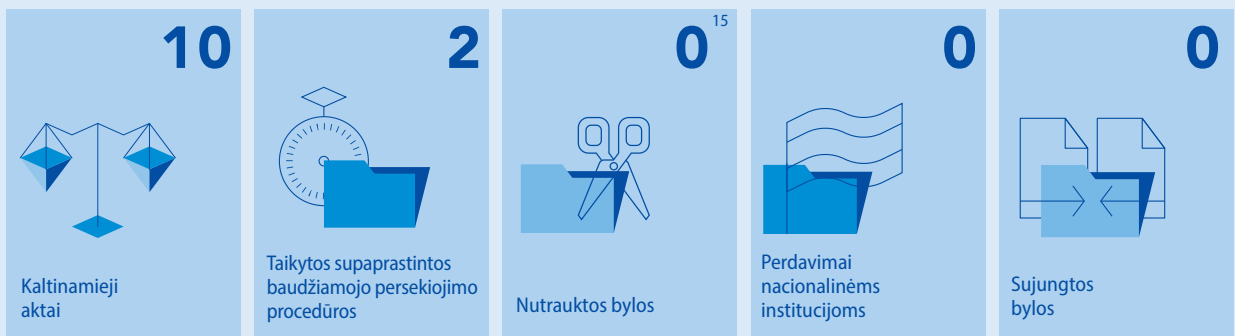 10
Kaltinamieji
aktai
2
Taikytos supaprastintos
baudžiamojo persekiojimo
procedūros
0 15
Nutrauktos bylos
0
Perdavimai
nacionalinėms
institucijoms
0
Sujungtos
bylos